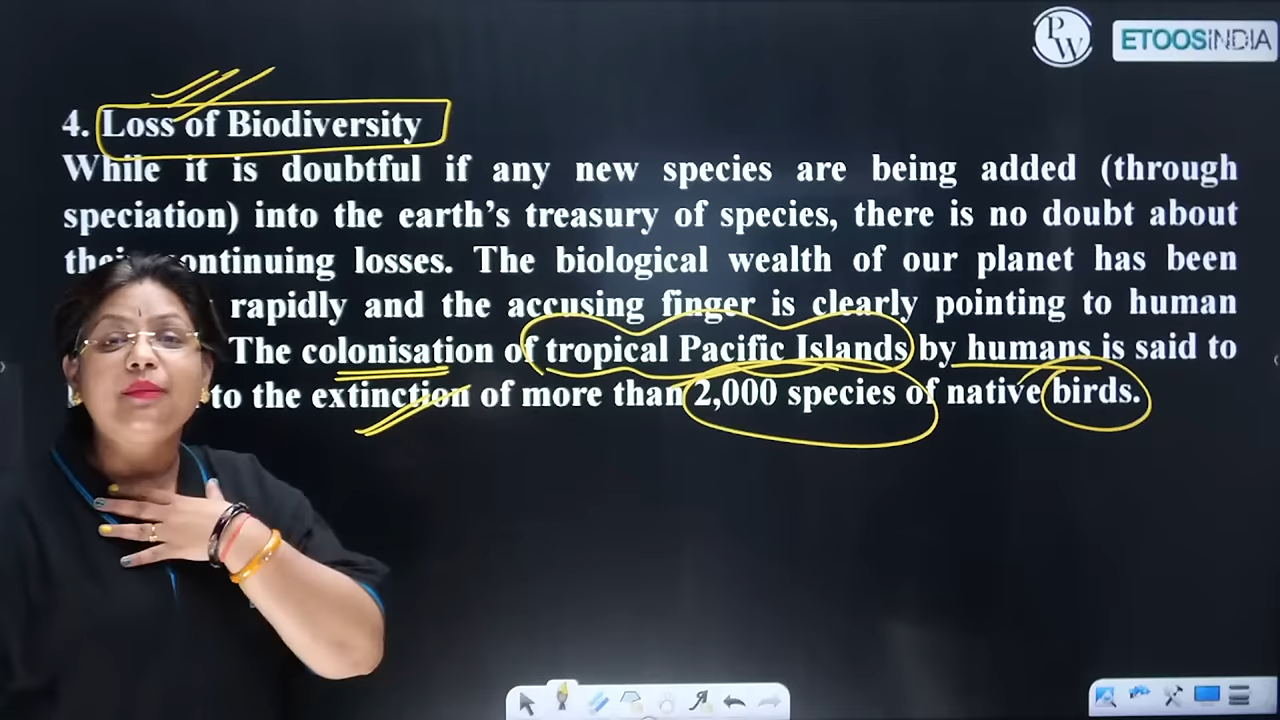 PW
ETOOSINDIA
4. Loss of Biodiversity
While it is doubtful if any new species are being added (through
speciation) into the earth's treasury of species, there is no doubt about
continuing losses. The biological wealth of our planet has been
rapidly and the accusing finger is clearly pointing to human
The colonisation of tropical Pacific Islands by humans is said to
to the extinction of more than 2,000 species of native birds.